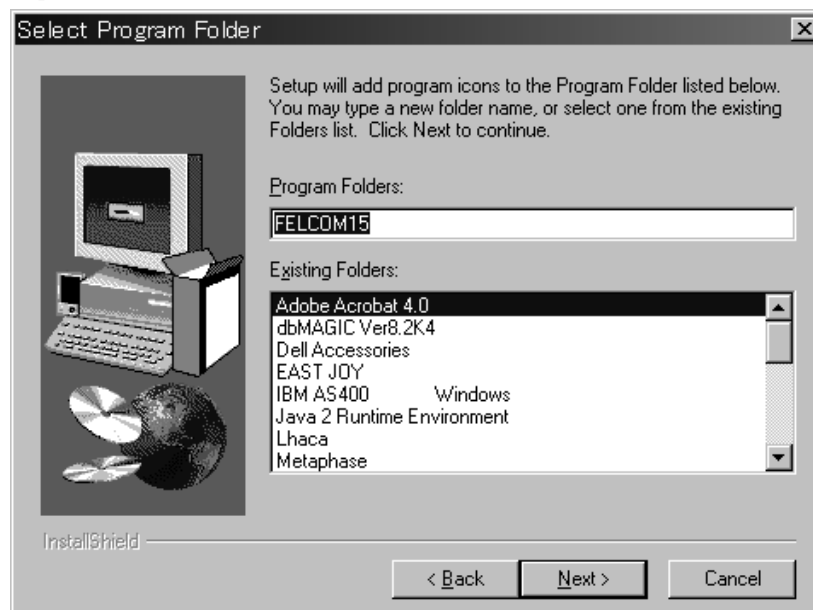 Select Program Folder
Setup will add program icons to the Program Folder listed below.
You may type a new folder name, or select one from the existing
Folders list.  Click Next to continue.
Program Folders:
FELCOM15
Existing Folders:
Adobe Acrobat 4.0
dbMAGIC Ver8.2K4
Dell Accessories
EAST JOY
IBM AS400 Windows
Java 2 Runtime Environment
Lhaca
Metaphase
InstallShield
< Back
Next >
Cancel